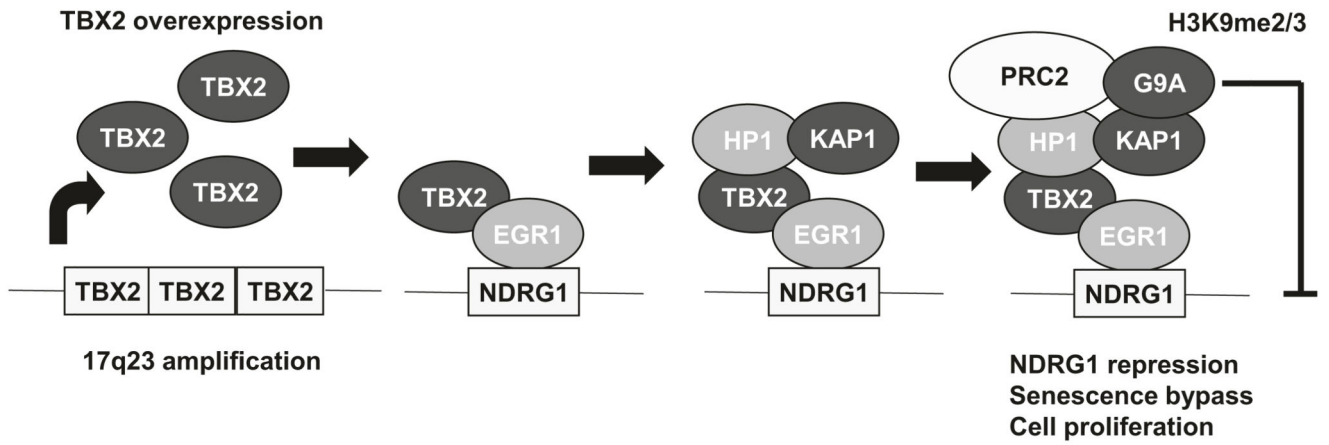 TBX2 overexpression
TBX2
TBX2
TBX2
TBX2 TBX2 TBX2
17q23 amplification
TBX2
EGR1
NDRG1
HP1 KAP1
TBX2
EGR1
NDRG1
H3K9me2/3
PRC2 G9A
HP1 KAP1
TBX2
EGR1
NDRG1
NDRG1 repression
Senescence bypass
Cell proliferation